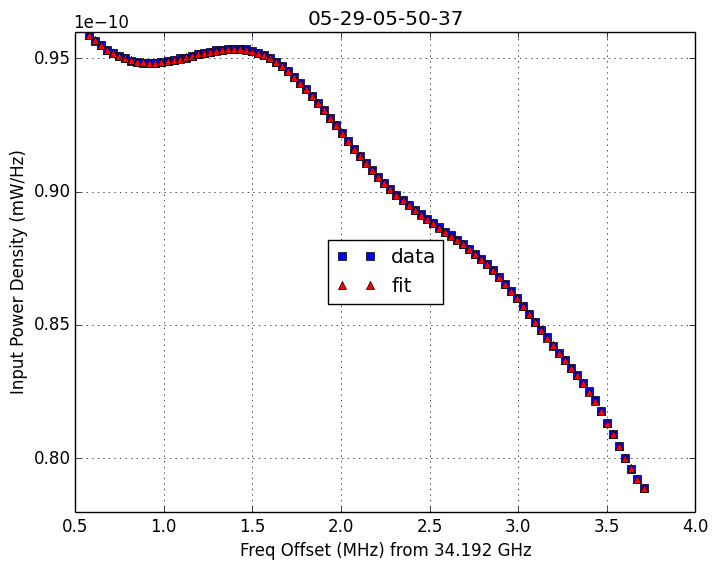 05-29-05-50-37
1e−10
0.95
0.90
0.85
0.80
Input Power Density (mW/Hz)
data
fit
0.5 1.0 1.5 2.0 2.5 3.0 3.5 4.0
Freq Offset (MHz) from 34.192 GHz